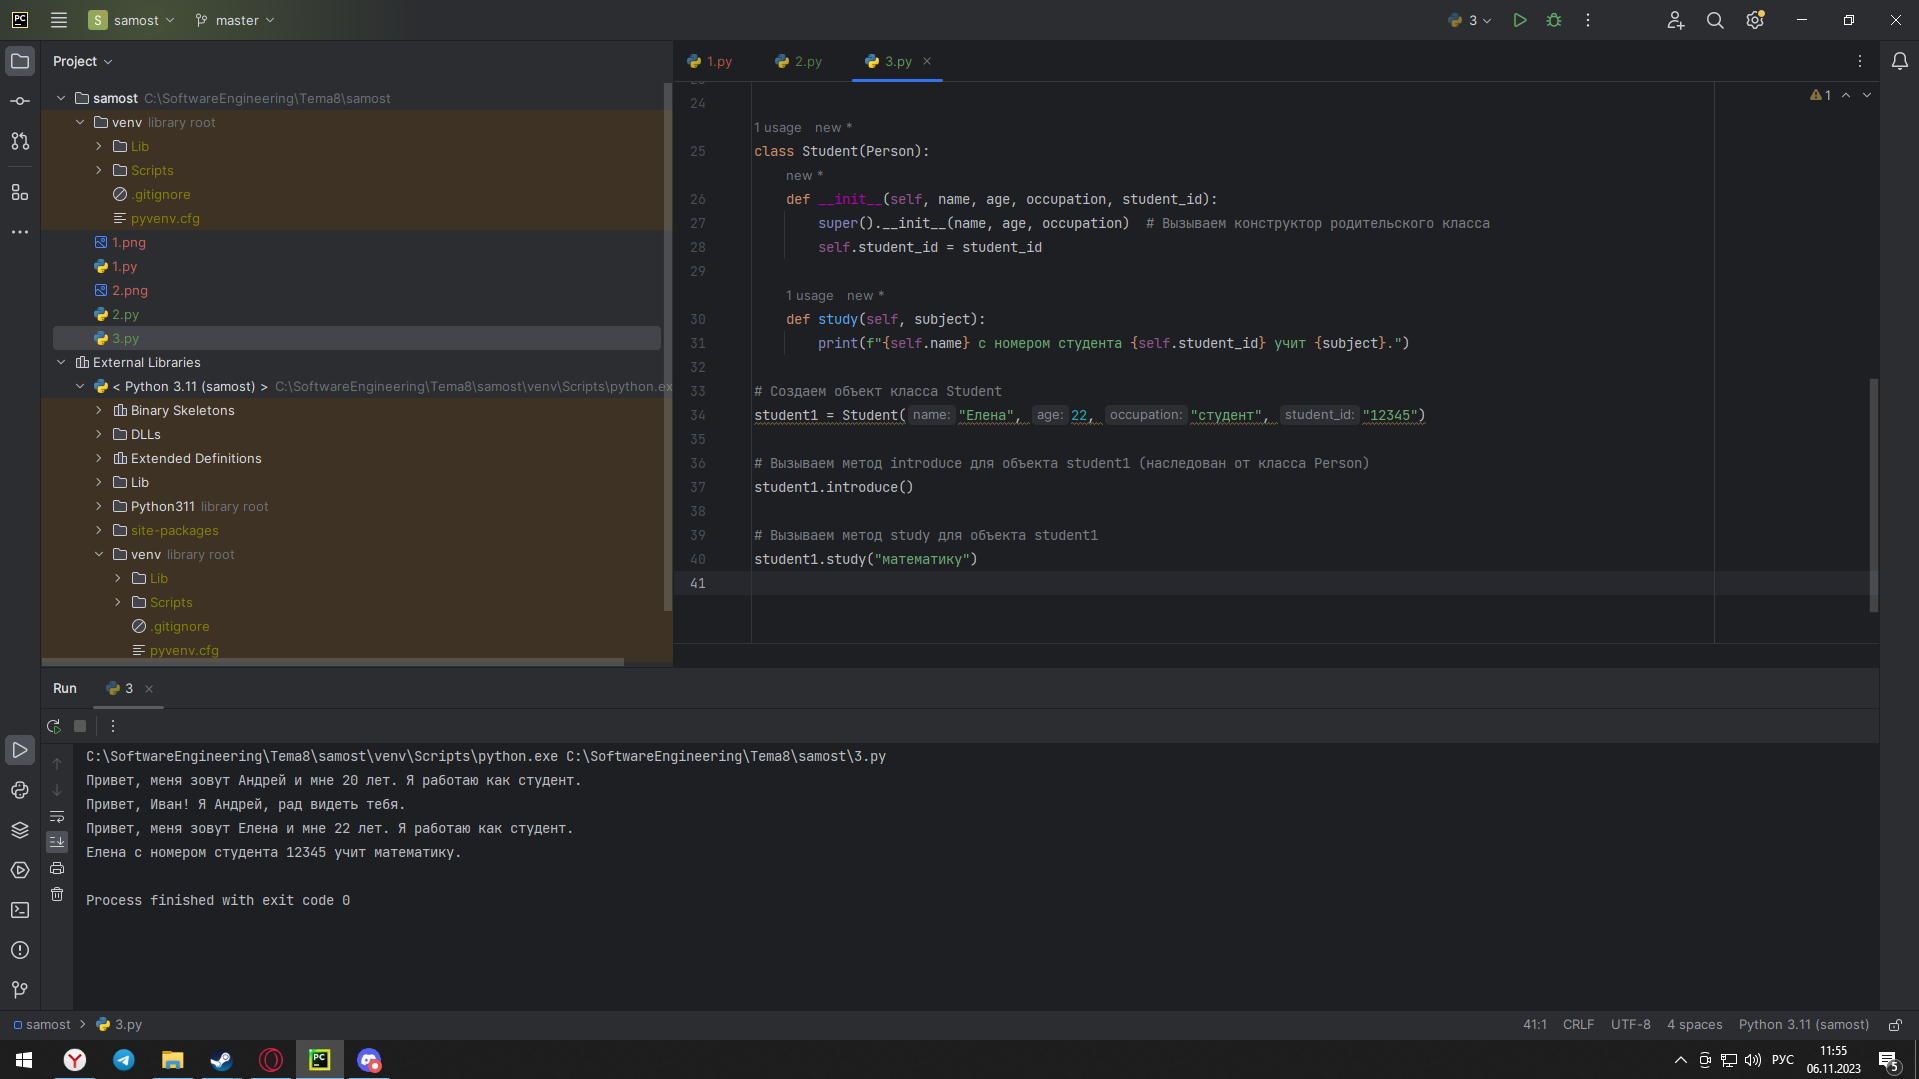 samost
master
3
Project
samost C:\SoftwareEngineering\Tema8\samost
venv library root
Lib
Scripts
.gitignore
pyvenv.cfg
1.png
1.py
2.png
2.py
3.py
External Libraries
< Python 3.11 (samost) > C:\SoftwareEngineering\Tema8\samost\venv\Scripts\python.ex
Binary Skeletons
DLLs
Extended Definitions
Lib
Python311 library root
site-packages
venv library root
Lib
Scripts
.gitignore
pyvenv.cfg
1.py 2.py 3.py
1
24
1 usage new *
25 class Student(Person):
new *
26 def __init__(self, name, age, occupation, student_id):
27 super().__init__(name, age, occupation) # Вызываем конструктор родительского класса
28 self.student_id = student_id
29
1 usage new *
30 def study(self, subject):
31 print(f"{self.name} с номером студента {self.student_id} учит {subject}.")
32
33 # Создаем объект класса Student
34 student1 = Student( name: "Елена", age: 22, occupation: "студент", student_id: "12345")
35
36 # Вызываем метод introduce для объекта student1 (наследован от класса Person)
37 student1.introduce()
38
39 # Вызываем метод study для объекта student1
40 student1.study("математику")
41
Run 3
C:\SoftwareEngineering\Tema8\samost\venv\Scripts\python.exe C:\SoftwareEngineering\Tema8\samost\3.py
Привет, меня зовут Андрей и мне 20 лет. Я работаю как студент.
Привет, Иван! Я Андрей, рад видеть тебя.
Привет, меня зовут Елена и мне 22 лет. Я работаю как студент.
Елена с номером студента 12345 учит математику.
Process finished with exit code 0
samost > 3.py
41:1 CRLF UTF-8 4 spaces Python 3.11 (samost)
РУС
11:55
06.11.2023
5